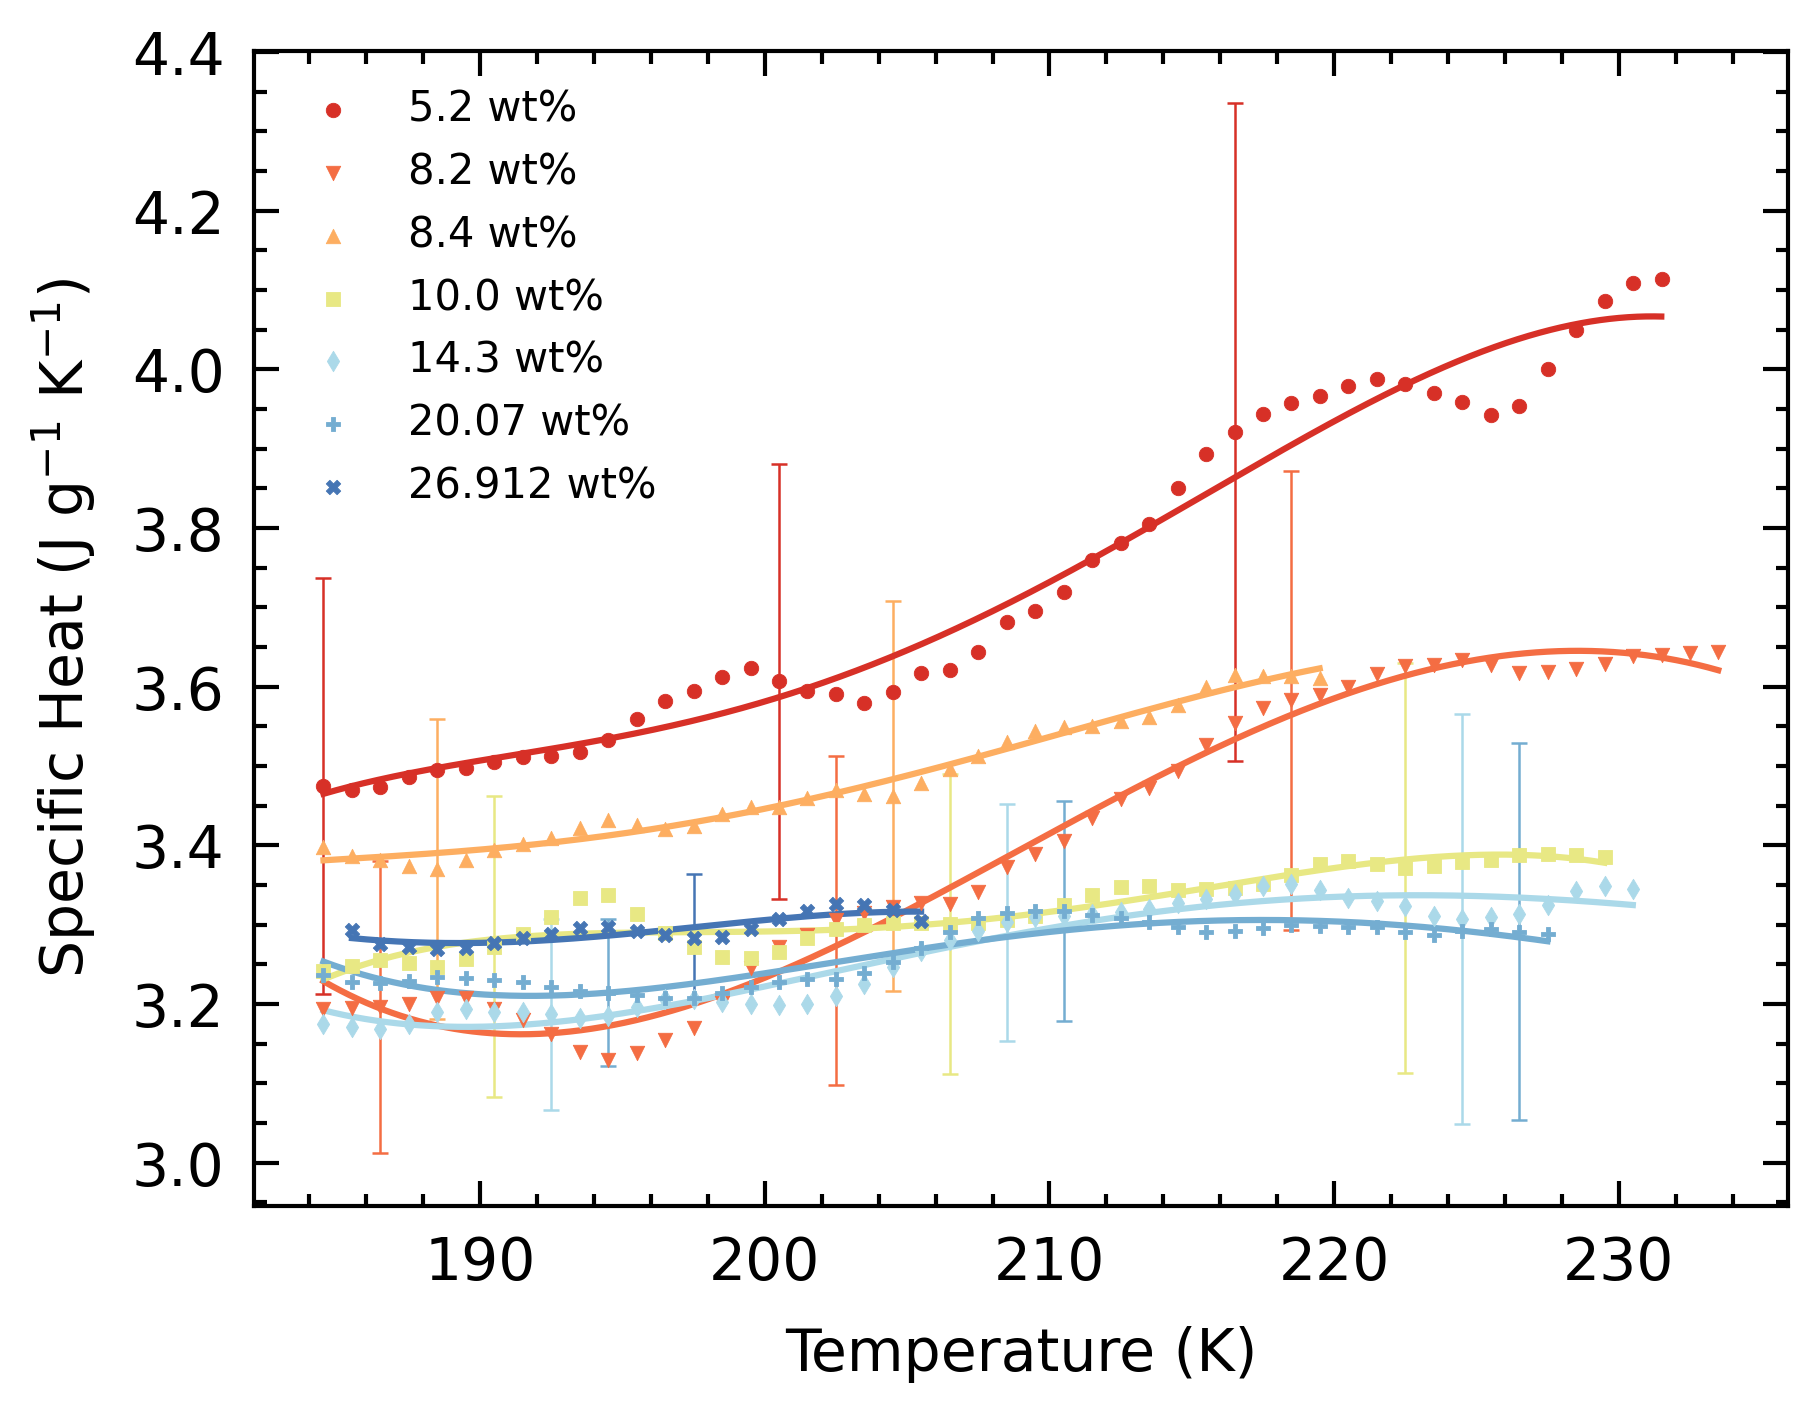 4.4
4.2
4.0
3.8
3.6
3.4
3.2
3.0
Specific Heat (J g⁻¹ K⁻¹)
5.2 wt%
8.2 wt%
8.4 wt%
10.0 wt%
14.3 wt%
20.07 wt%
26.912 wt%
190 200 210 220 230
Temperature (K)